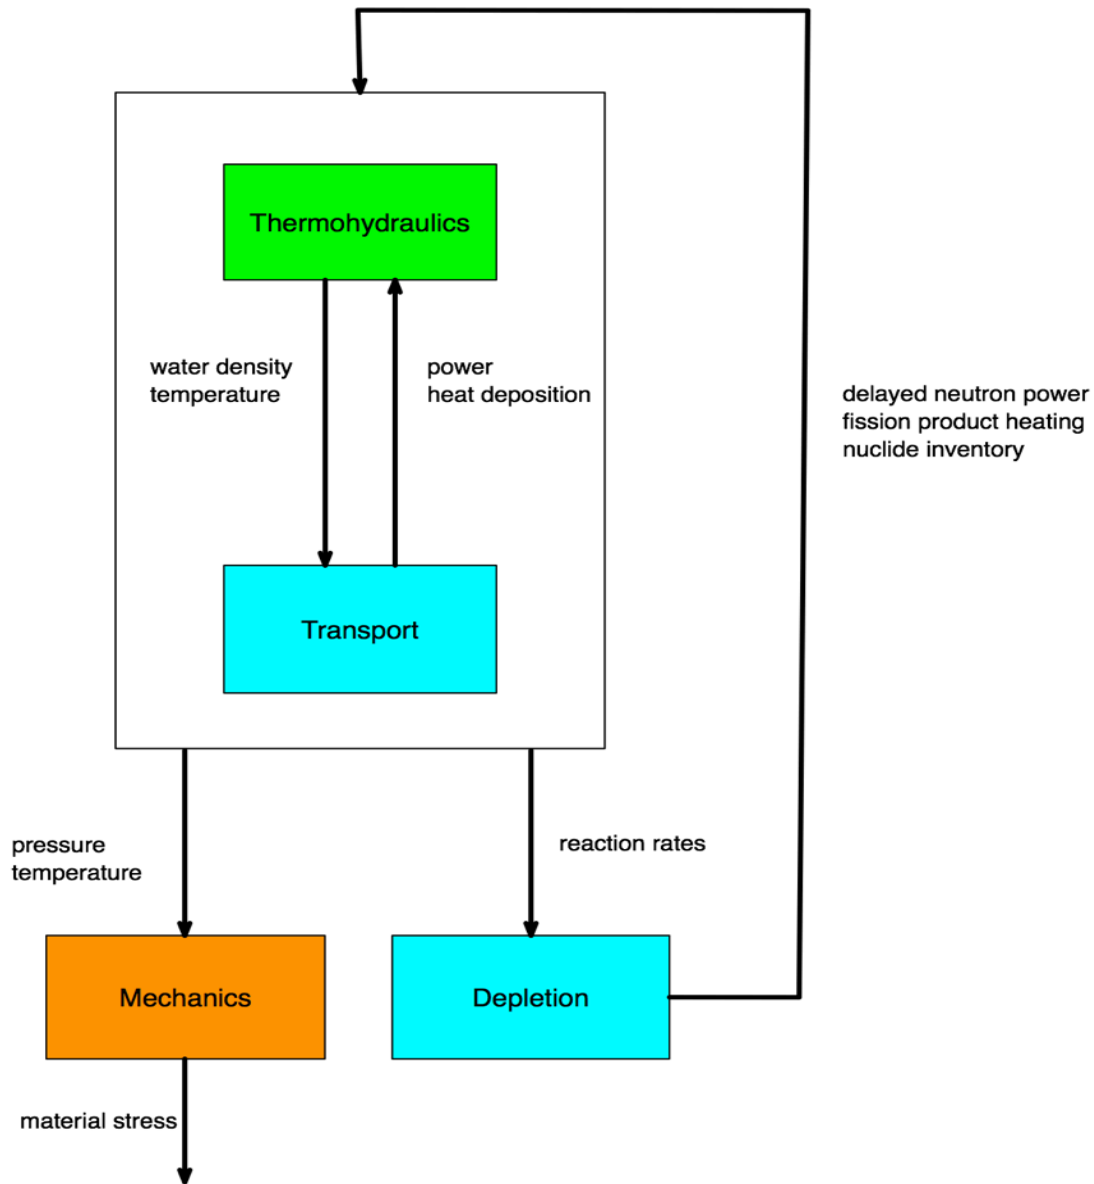 Thermohydraulics
water density
temperature
power
heat deposition
delayed neutron power
fission product heating
nuclide inventory
Transport
pressure
temperature
reaction rates
Mechanics
Depletion
material stress